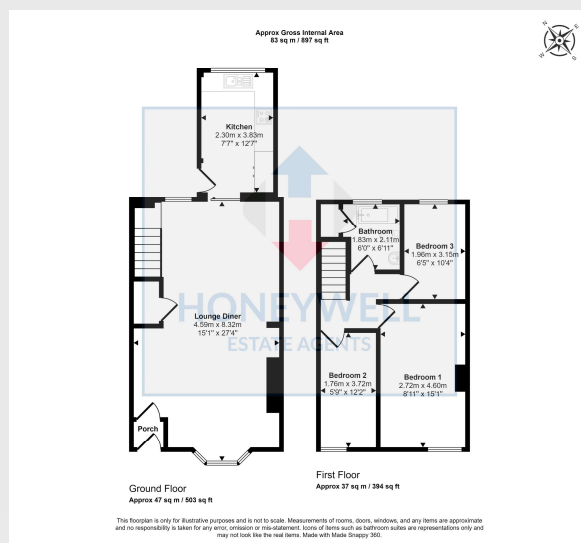 Approx Gross Internal Area
83 sq m / 897 sq ft
N
E
S
W
Kitchen
2.30m x 3.83m
7'7" x 12'7"
Bathroom
1.83m x 2.11m
6'0" x 6'11"
Bedroom 3
1.96m x 3.15m
6'5" x 10'4"
HONEYWELL
ESTATE AGENTS
Lounge Diner
4.59m x 8.32m
15'1" x 27'4"
Bedroom 2
1.76m x 3.72m
5'9" x 12'2"
Bedroom 1
2.72m x 4.60m
8'11" x 15'1"
Porch
Ground Floor
Approx 47 sq m / 503 sq ft
First Floor
Approx 37 sq m / 394 sq ft
This floorplan is only for illustrative purposes and is not to scale. Measurements of rooms, doors, windows, and any items are approximate
and no responsibility is taken for any error, omission or mis-statement. Icons of items such as bathroom suites are representations only and
may not look like the real items. Made with Made Snappy 360.